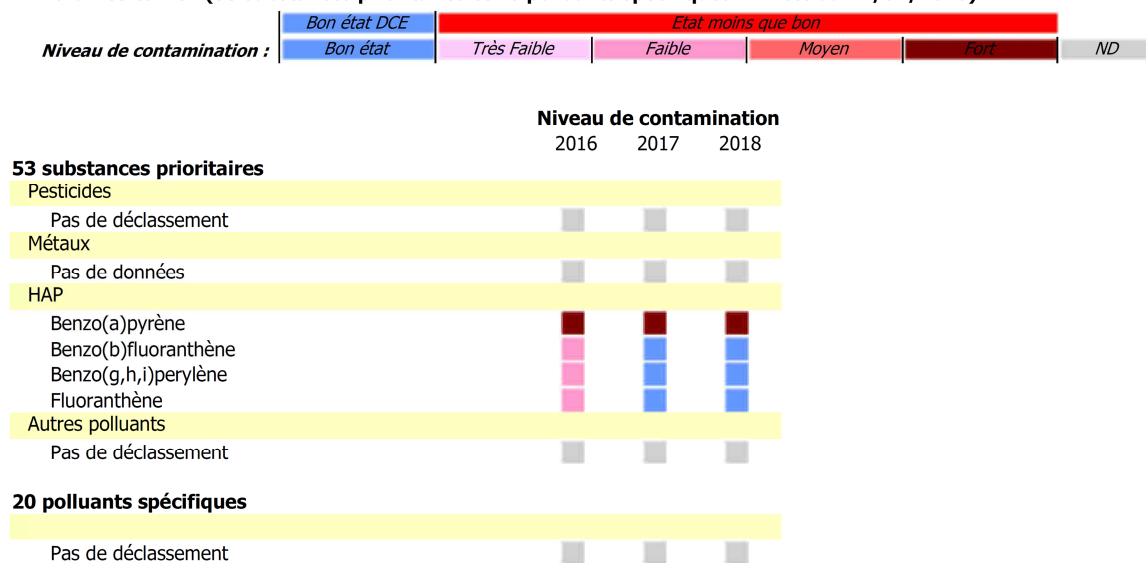 Bon état DCE Etat moins que bon
Niveau de contamination : Bon état Très Faible Faible Moyen Fort ND
Niveau de contamination
2016 2017 2018
53 substances prioritaires
Pesticides
Pas de déclassement
Métaux
Pas de données
HAP
Benzo(a)pyrène
Benzo(b)fluoranthène
Benzo(g,h,i)perylène
Fluoranthène
Autres polluants
Pas de déclassement
20 polluants spécifiques
Pas de déclassement